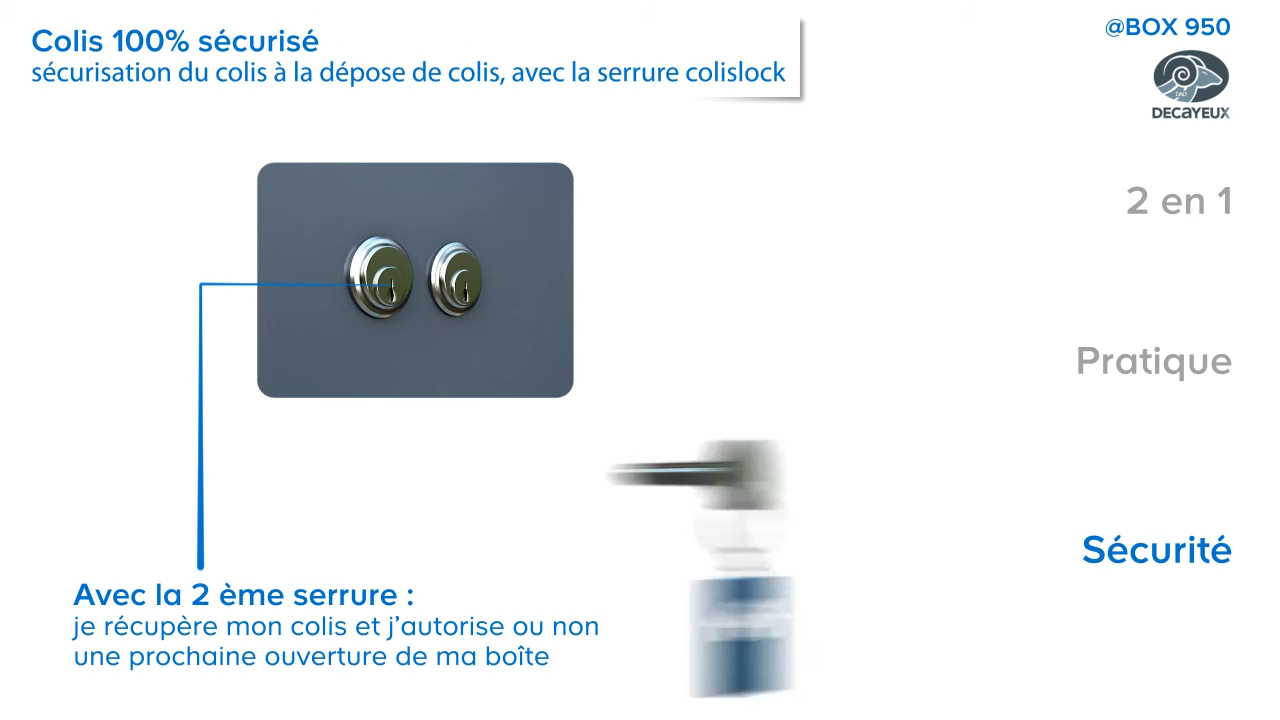 Colis 100% sécurisé
sécurisation du colis à la dépose de colis, avec la serrure colislock
@BOX 950
DAD
DECaYEUX
2 en 1
Pratique
Sécurité
Avec la 2 ème serrure :
je récupère mon colis et j’autorise ou non
une prochaine ouverture de ma boîte